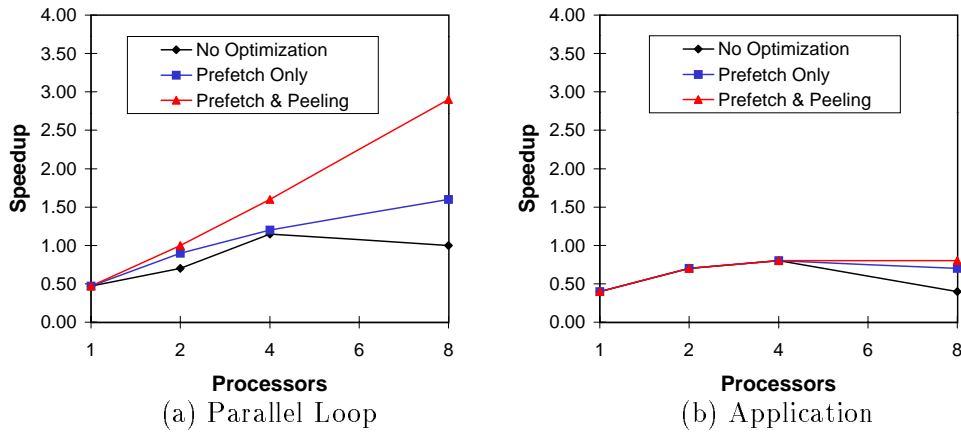 4.00
3.50
3.00
2.50
2.00
1.50
1.00
0.50
0.00
Speedup
No Optimization
Prefetch Only
Prefetch & Peeling
1 2 4 6 8
Processors
(a) Parallel Loop
4.00
3.50
3.00
2.50
2.00
1.50
1.00
0.50
0.00
Speedup
No Optimization
Prefetch Only
Prefetch & Peeling
1 2 4 6 8
Processors
(b) Application